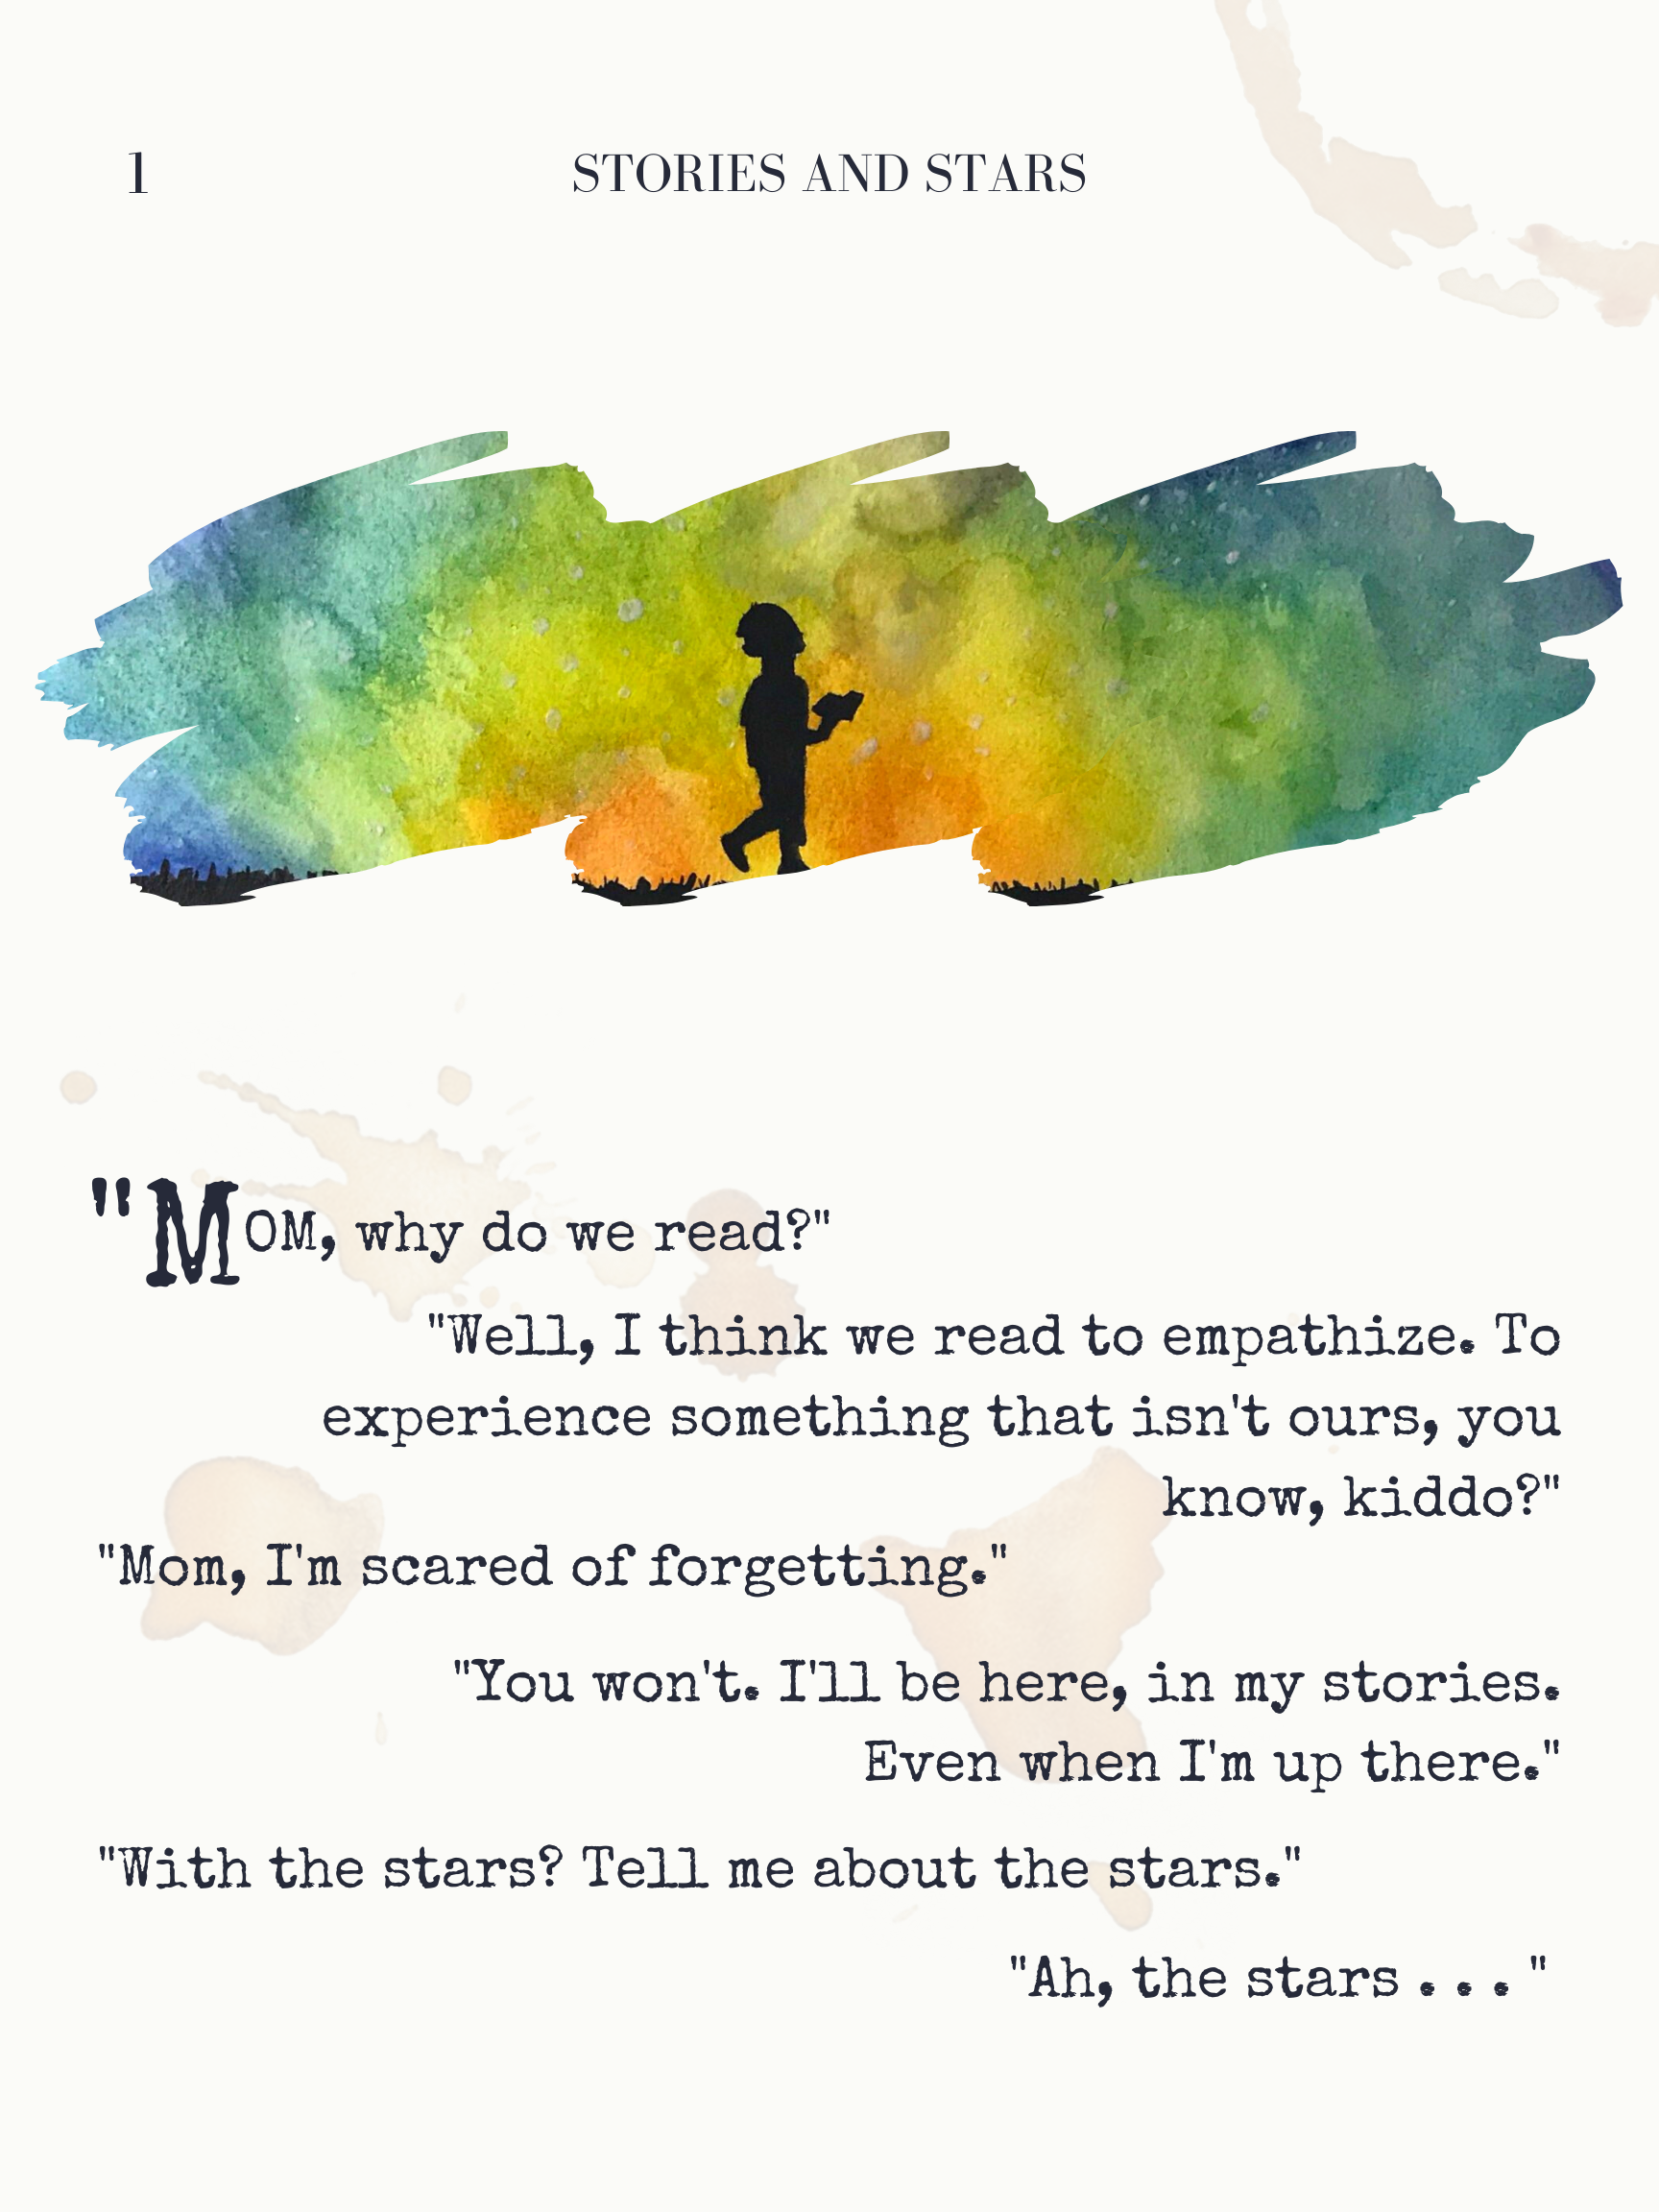 1
STORIES AND STARS
"MOM, why do we read?"
"Well, I think we read to empathize. To
experience something that isn't ours, you
know, kiddo?"
"Mom, I'm scared of forgetting."
"You won't. I'll be here, in my stories.
Even when I'm up there."
"With the stars? Tell me about the stars."
"Ah, the stars . . . "